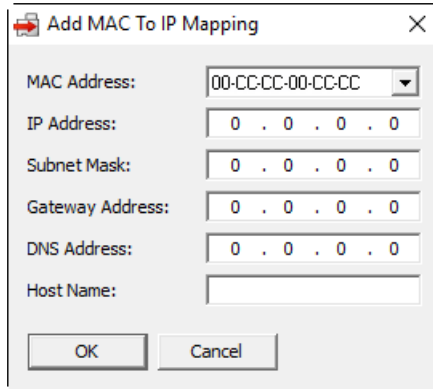 Add MAC To IP Mapping
MAC Address: 00-CC-CC-00-CC-CC
IP Address: 0 . 0 . 0 . 0
Subnet Mask: 0 . 0 . 0 . 0
Gateway Address: 0 . 0 . 0 . 0
DNS Address: 0 . 0 . 0 . 0
Host Name:
OK Cancel